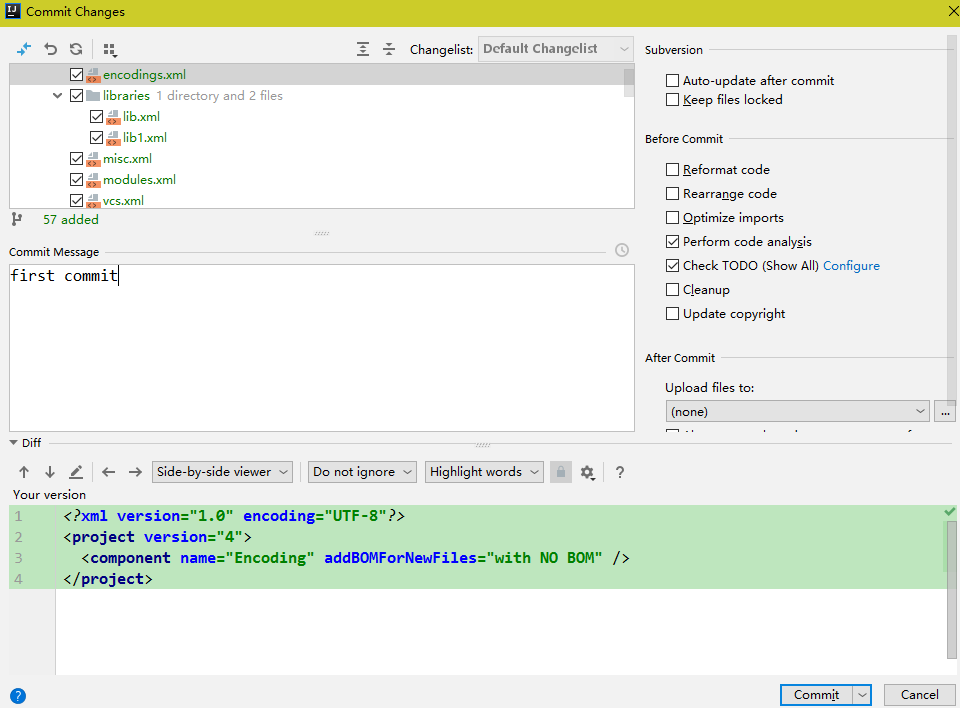 Commit Changes
Changelist: Default Changelist
encodings.xml
libraries 1 directory and 2 files
lib.xml
lib1.xml
misc.xml
modules.xml
vcs.xml
57 added
Commit Message
first commit
Subversion
Auto-update after commit
Keep files locked
Before Commit
Reformat code
Rearrange code
Optimize imports
Perform code analysis
Check TODO (Show All) Configure
Cleanup
Update copyright
After Commit
Upload files to:
(none) ...
Diff
Side-by-side viewer Do not ignore Highlight words ?
Your version
1 <?xml version="1.0" encoding="UTF-8"?>
2 <project version="4">
3 <component name="Encoding" addBOMForNewFiles="with NO BOM" />
4 </project>
? Commit Cancel